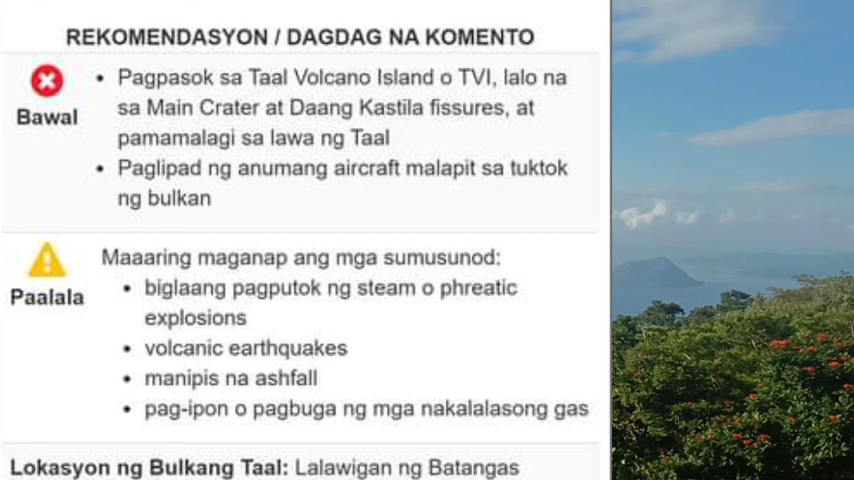 REKOMENDASYON / DAGDAG NA KOMENTO
Bawal
• Pagpasok sa Taal Volcano Island o TVI, lalo na
sa Main Crater at Daang Kastila fissures, at
pamamalagi sa lawa ng Taal
• Paglipad ng anumang aircraft malapit sa tuktok
ng bulkan
Paalala
Maaaring maganap ang mga sumusunod:
• biglaang pagputok ng steam o phreatic
explosions
• volcanic earthquakes
• manipis na ashfall
• pag-ipon o pagbuga ng mga nakalalasong gas
Lokasyon ng Bulkang Taal: Lalawigan ng Batangas